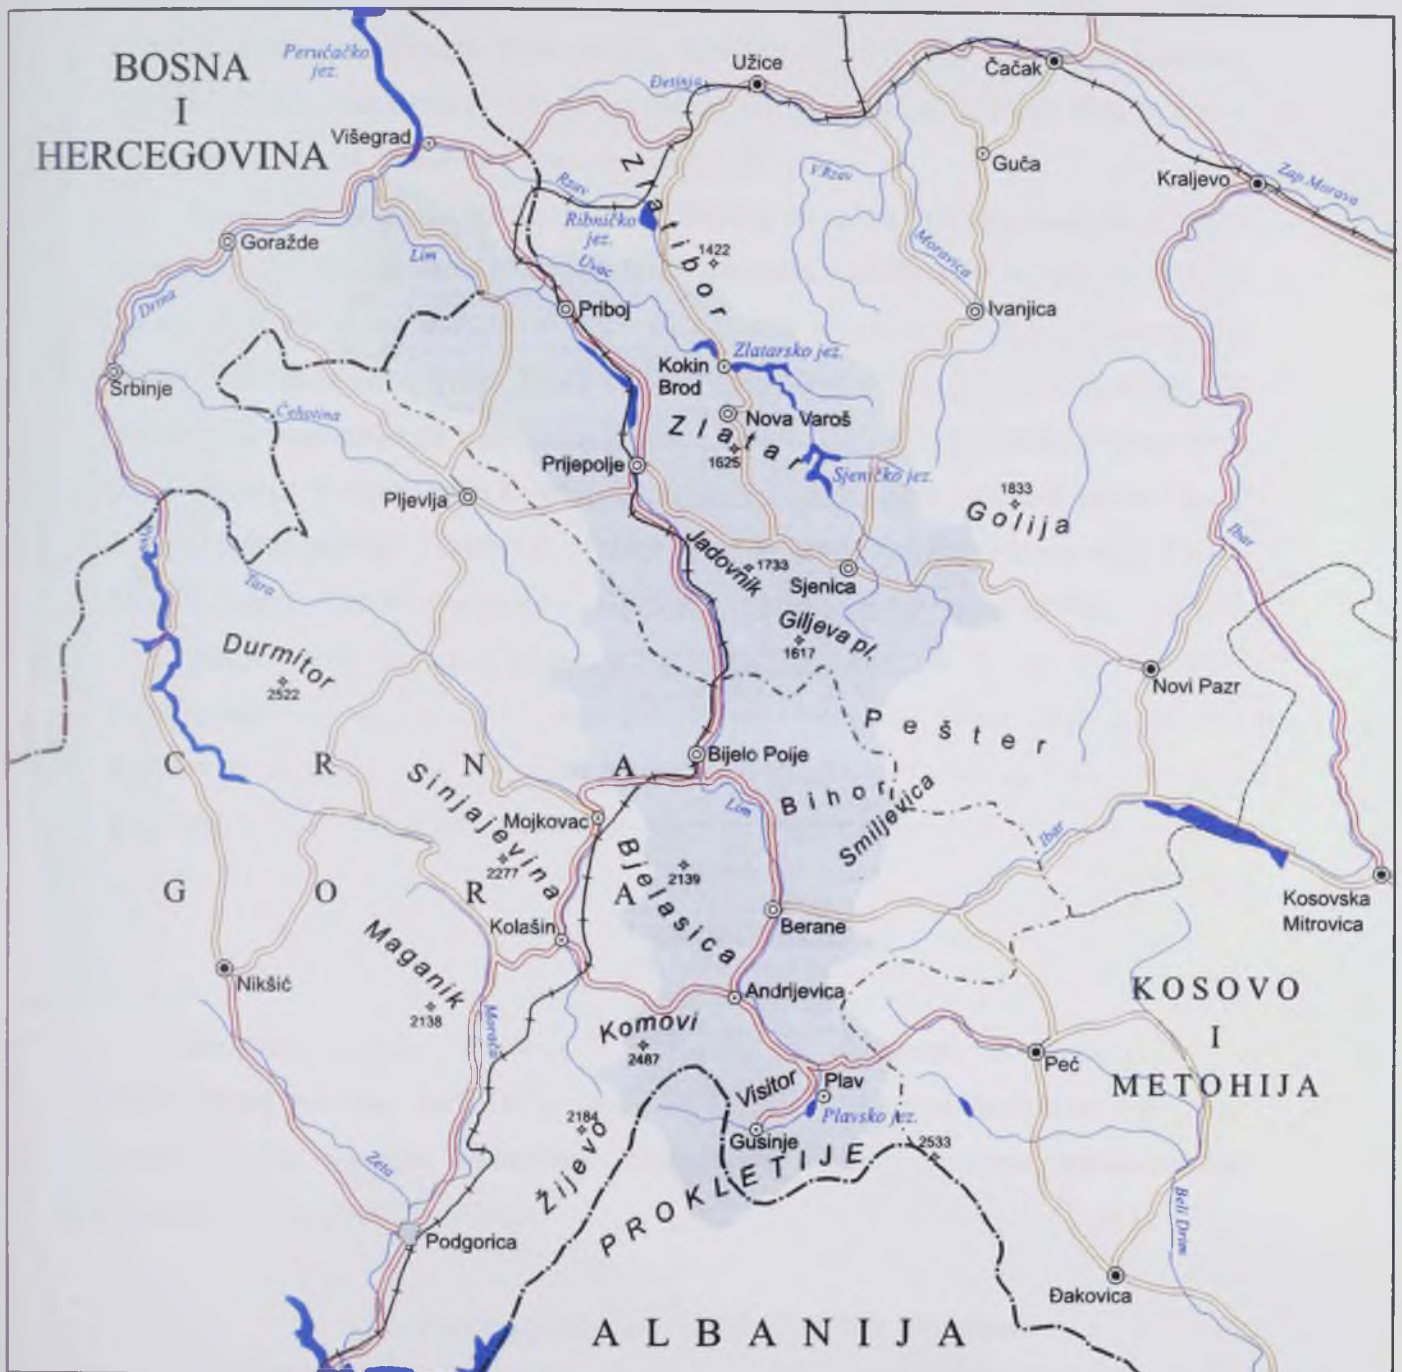 BOSNA
I
HERCEGOVINA
Perućačko
jez.
Užice
Čačak
Đetinja
Višegrad
Zlatibor
Guča
V.Rzav
Rzav
Kraljevo
Zap.Morava
Ribničko
jez.
Goražde
Lim
Uvac
1422
Moravica
Drina
Priboj
Ivanjica
Zlatarsko jez.
Kokin
Brod
Srbinje
Čehotina
Nova Varoš
Zlatar
1625
Prijepolje
Sjeničko jez.
Pljevlja
1833
Golija
Ibar
Jadovnik
1733
Sjenica
Tara
Giljeva pl.
1617
Durmitor
2522
Novi Pazr
Pešter
Bijelo Polje
CRNA
Sinjajevina
2277
Bihor
Lim
Smiljevica
Mojkovac
Bjelasica
2139
Ibar
GORA
Kosovska
Mitrovica
Kolašin
Berane
Maganik
2138
Nikšić
Andrijevica
KOSOVO
I
METOHIJA
Morača
Komovi
2487
Peć
Visitor
Plav
Plavsko jez.
2184
Gusinje
2533
Žijevo
PROKLETIJE
Zeta
Beli Drim
Podgorica
Đakovica
ALBANIJA